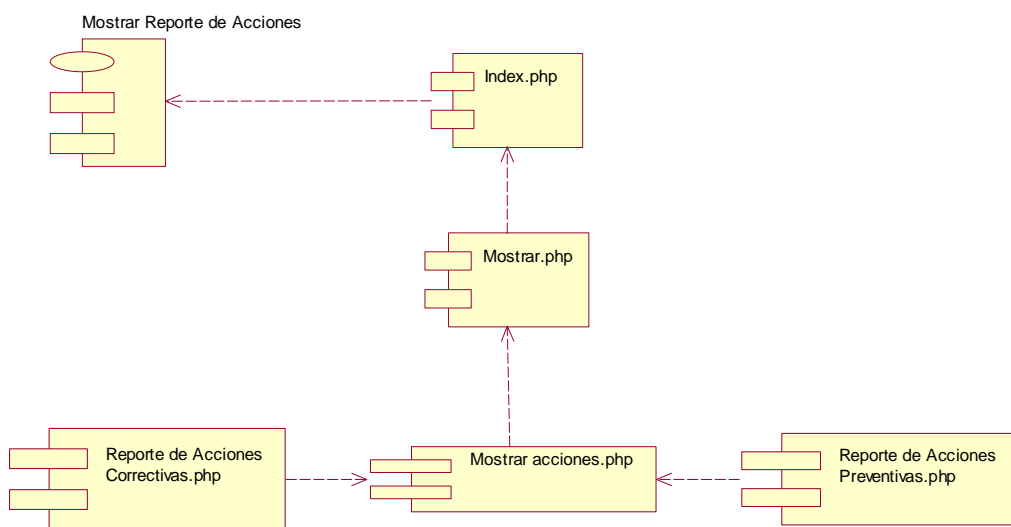 Mostrar Reporte de Acciones
Index.php
Mostrar.php
Reporte de Acciones
Correctivas.php
Mostrar acciones.php
Reporte de Acciones
Preventivas.php